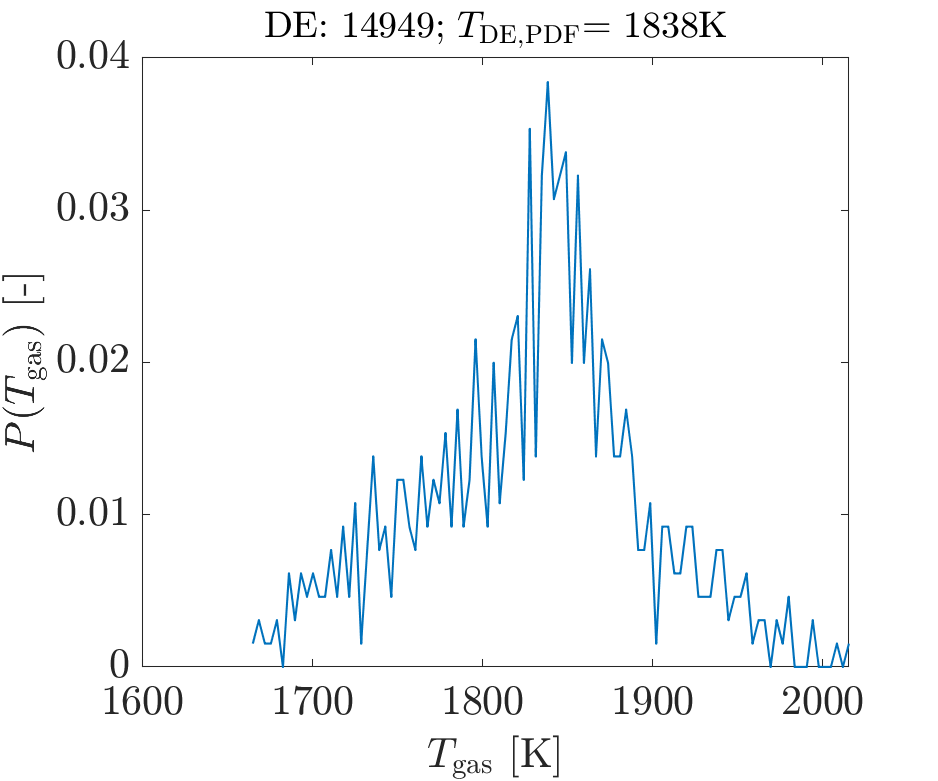 DE: 14949; T_DE,PDF= 1838K
0.04
0.03
0.02
0.01
0
P(T_gas) [-]
1600 1700 1800 1900 2000
T_gas [K]